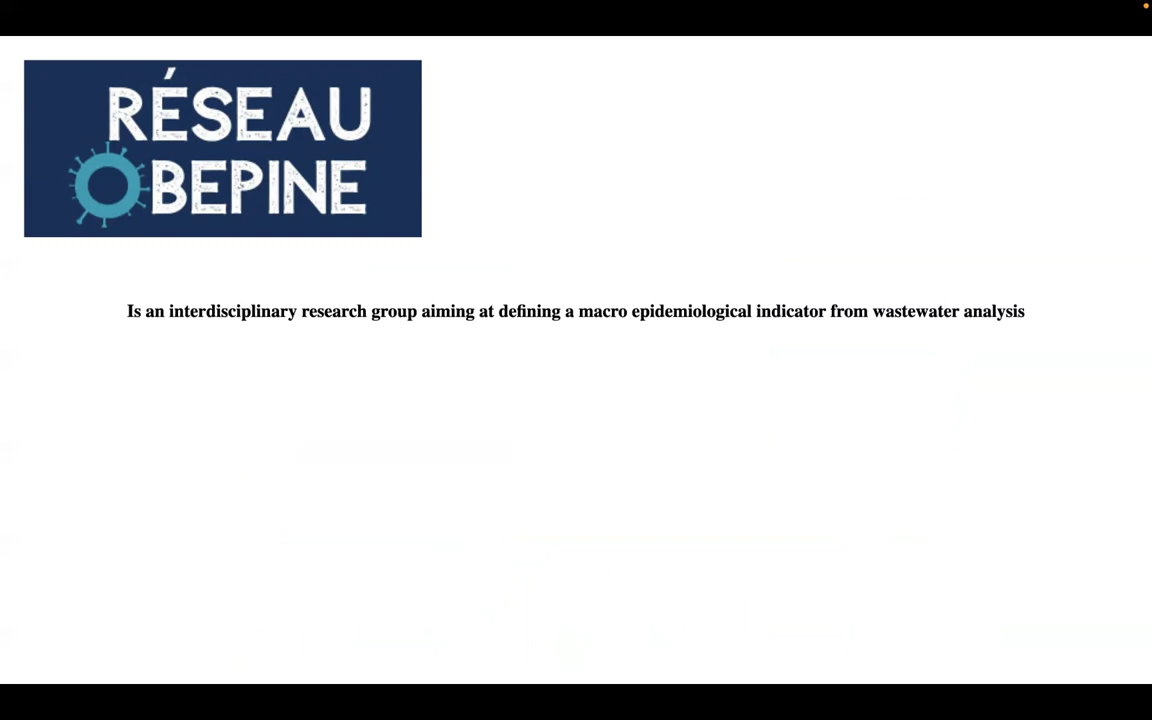 RÉSEAU
OBEPINE
Is an interdisciplinary research group aiming at defining a macro epidemiological indicator from wastewater analysis